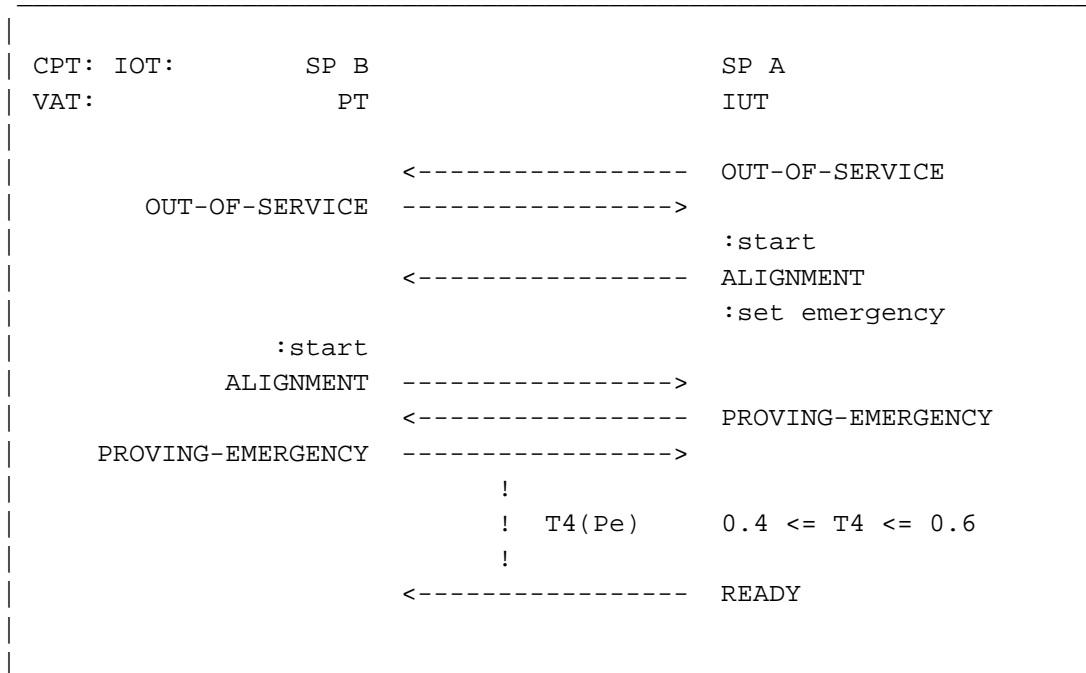 CPT: IOT: SP B SP A
VAT: PT IUT
<----------------- OUT-OF-SERVICE
OUT-OF-SERVICE ----------------->
:start
<----------------- ALIGNMENT
:set emergency
:start
ALIGNMENT ----------------->
<----------------- PROVING-EMERGENCY
PROVING-EMERGENCY ----------------->
!
! T4(Pe) 0.4 <= T4 <= 0.6
!
<----------------- READY